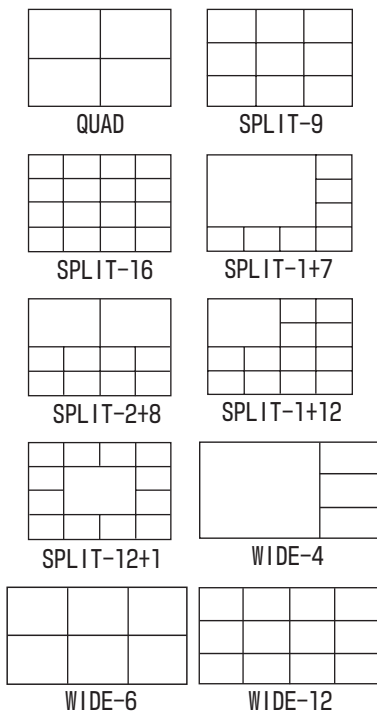 QUAD
SPLIT-9
SPLIT-16
SPLIT-1+7
SPLIT-2+8
SPLIT-1+12
SPLIT-12+1
WIDE-4
WIDE-6
WIDE-12